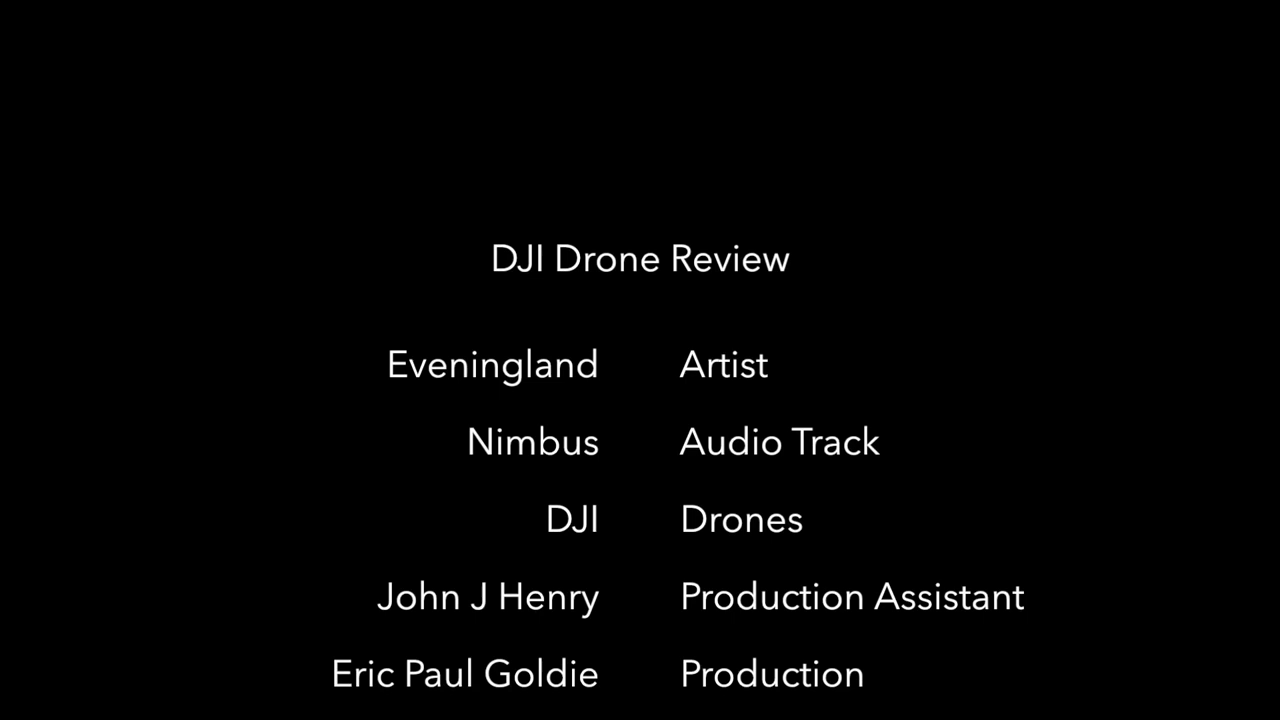 DJI Drone Review
Eveningland Artist
Nimbus Audio Track
DJI Drones
John J Henry Production Assistant
Eric Paul Goldie Production